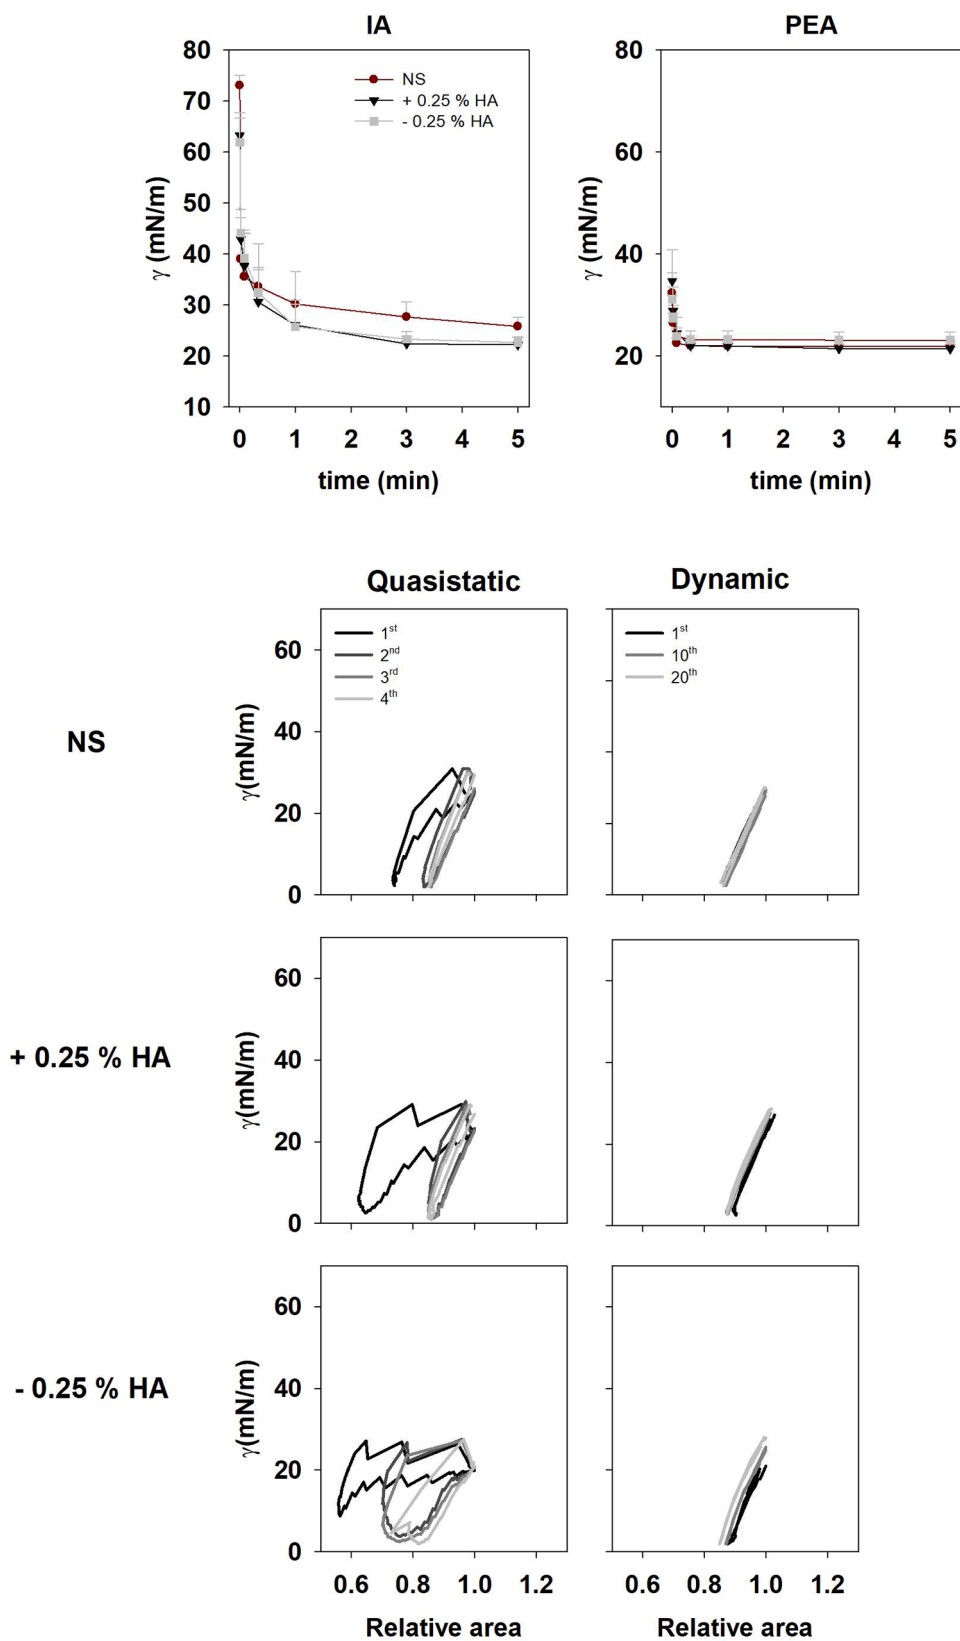 IA
PEA
80
70
60
50
40
30
20
10
γ (mN/m)
NS
+ 0.25 % HA
- 0.25 % HA
0 1 2 3 4 5
time (min)
80
60
40
20
γ (mN/m)
0 1 2 3 4 5
time (min)
Quasistatic
Dynamic
NS
γ(mN/m)
60
40
20
0
1st
2nd
3rd
4th
1st
10th
20th
+ 0.25 % HA
γ(mN/m)
60
40
20
0
- 0.25 % HA
γ(mN/m)
60
40
20
0
0.6 0.8 1.0 1.2
Relative area
0.6 0.8 1.0 1.2
Relative area